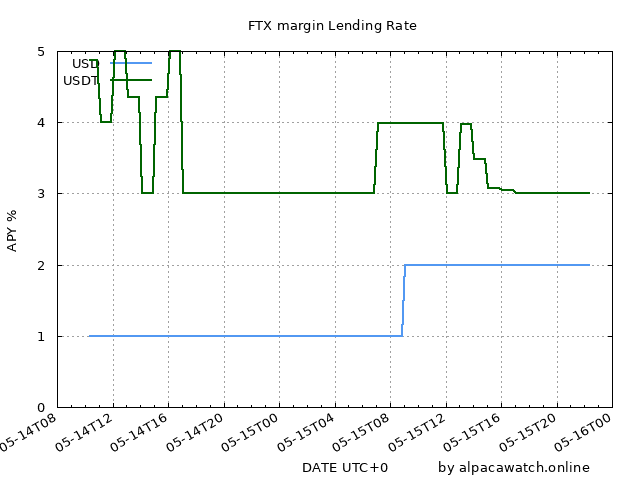 FTX margin Lending Rate
USD
USDT
5
4
3
2
1
0
APY %
05-14T08
05-14T12
05-14T16
05-14T20
05-15T00
05-15T04
05-15T08
05-15T12
05-15T16
05-15T20
05-16T00
DATE UTC+0
by alpacawatch.online